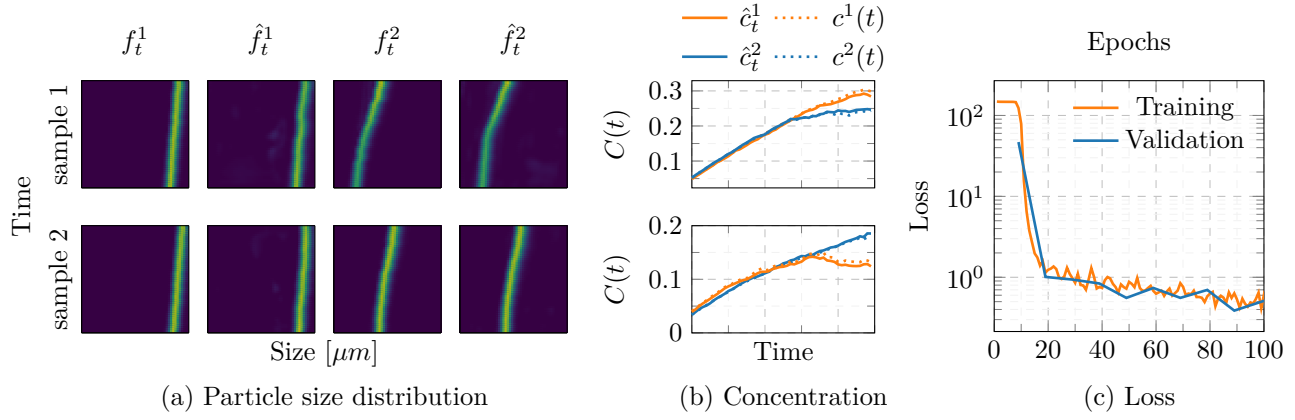 f_t^1 \hat{f}_t^1 f_t^2 \hat{f}_t^2
sample 1
sample 2
Time
Size [μm]
(a) Particle size distribution
ĉ_t^1 c^1(t)
ĉ_t^2 c^2(t)
C(t)
0.3
0.2
0.1
C(t)
0.2
0.1
0
Time
(b) Concentration
Epochs
Training
Validation
Loss
10^2
10^1
10^0
0 20 40 60 80 100
(c) Loss